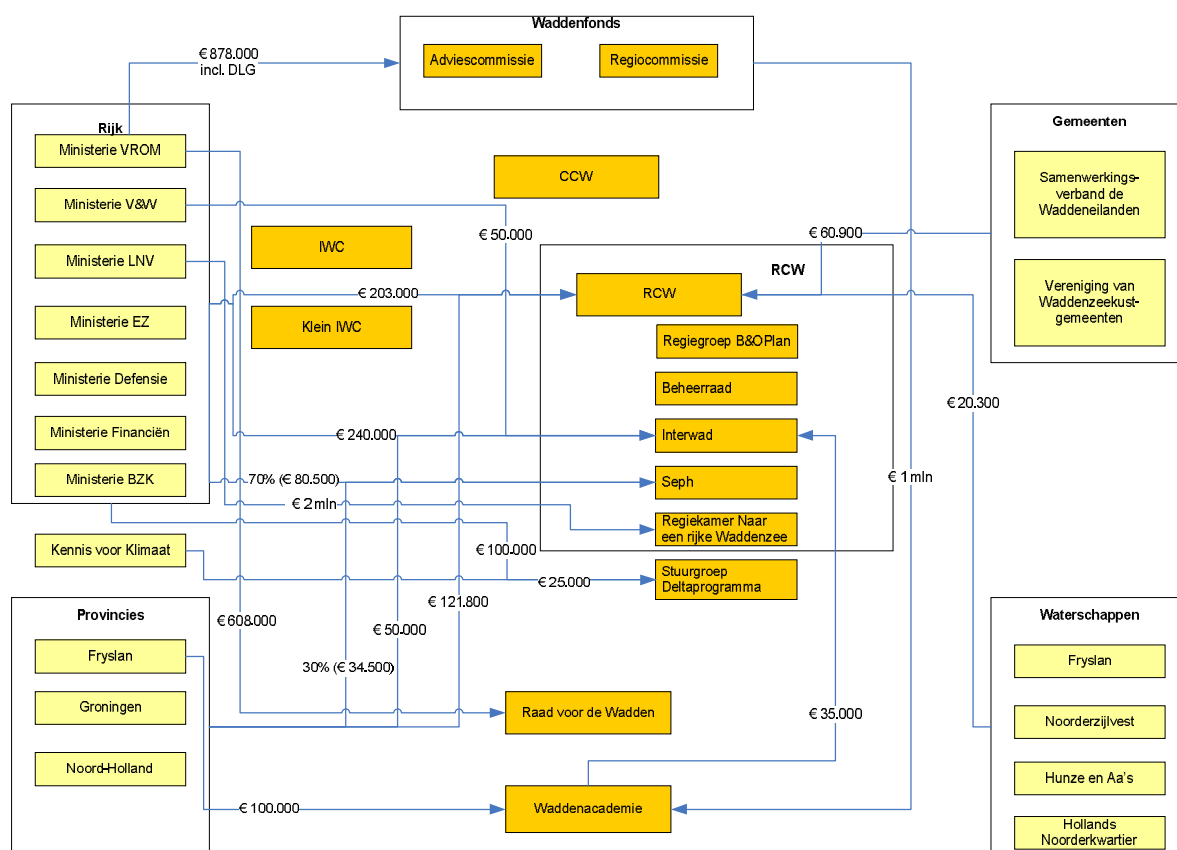 Waddenfonds
Adviescommissie
Regiocommissie
€ 878.000
incl. DLG
Rijk
Ministerie VROM
Ministerie V&W
Ministerie LNV
Ministerie EZ
Ministerie Defensie
Ministerie Financiën
Ministerie BZK
Kennis voor Klimaat
CCW
IWC
Klein IWC
€ 50.000
€ 203.000
€ 60.900
Gemeenten
Samenwerkings-
verband de
Waddeneilanden
Vereniging van
Waddenzeekust-
gemeenten
RCW
RCW
Regiegroep B&OPlan
Beheerraad
Interwad
Seph
Regiekamer Naar
een rijke Waddenzee
Stuurgroep
Deltaprogramma
€ 240.000
70% (€ 80.500)
€ 2 mln
€ 100.000
€ 25.000
€ 121.800
€ 50.000
€ 608.000
30% (€ 34.500)
€ 20.300
€ 1 mln
€ 35.000
€ 100.000
Provincies
Fryslan
Groningen
Noord-Holland
Raad voor de Wadden
Waddenacademie
Waterschappen
Fryslan
Noorderzijlvest
Hunze en Aa's
Hollands
Noorderkwartier